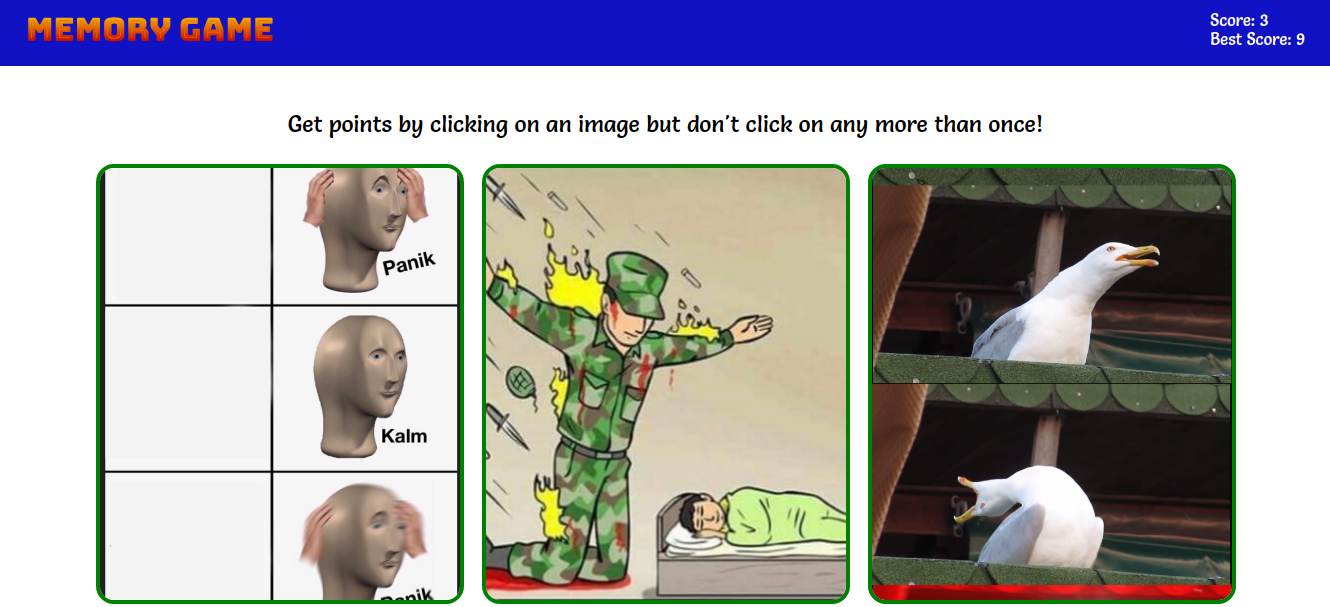 MEMORY GAME
Score: 3
Best Score: 9
Get points by clicking on an image but don't click on any more than once!
Panik
Kalm
Panik